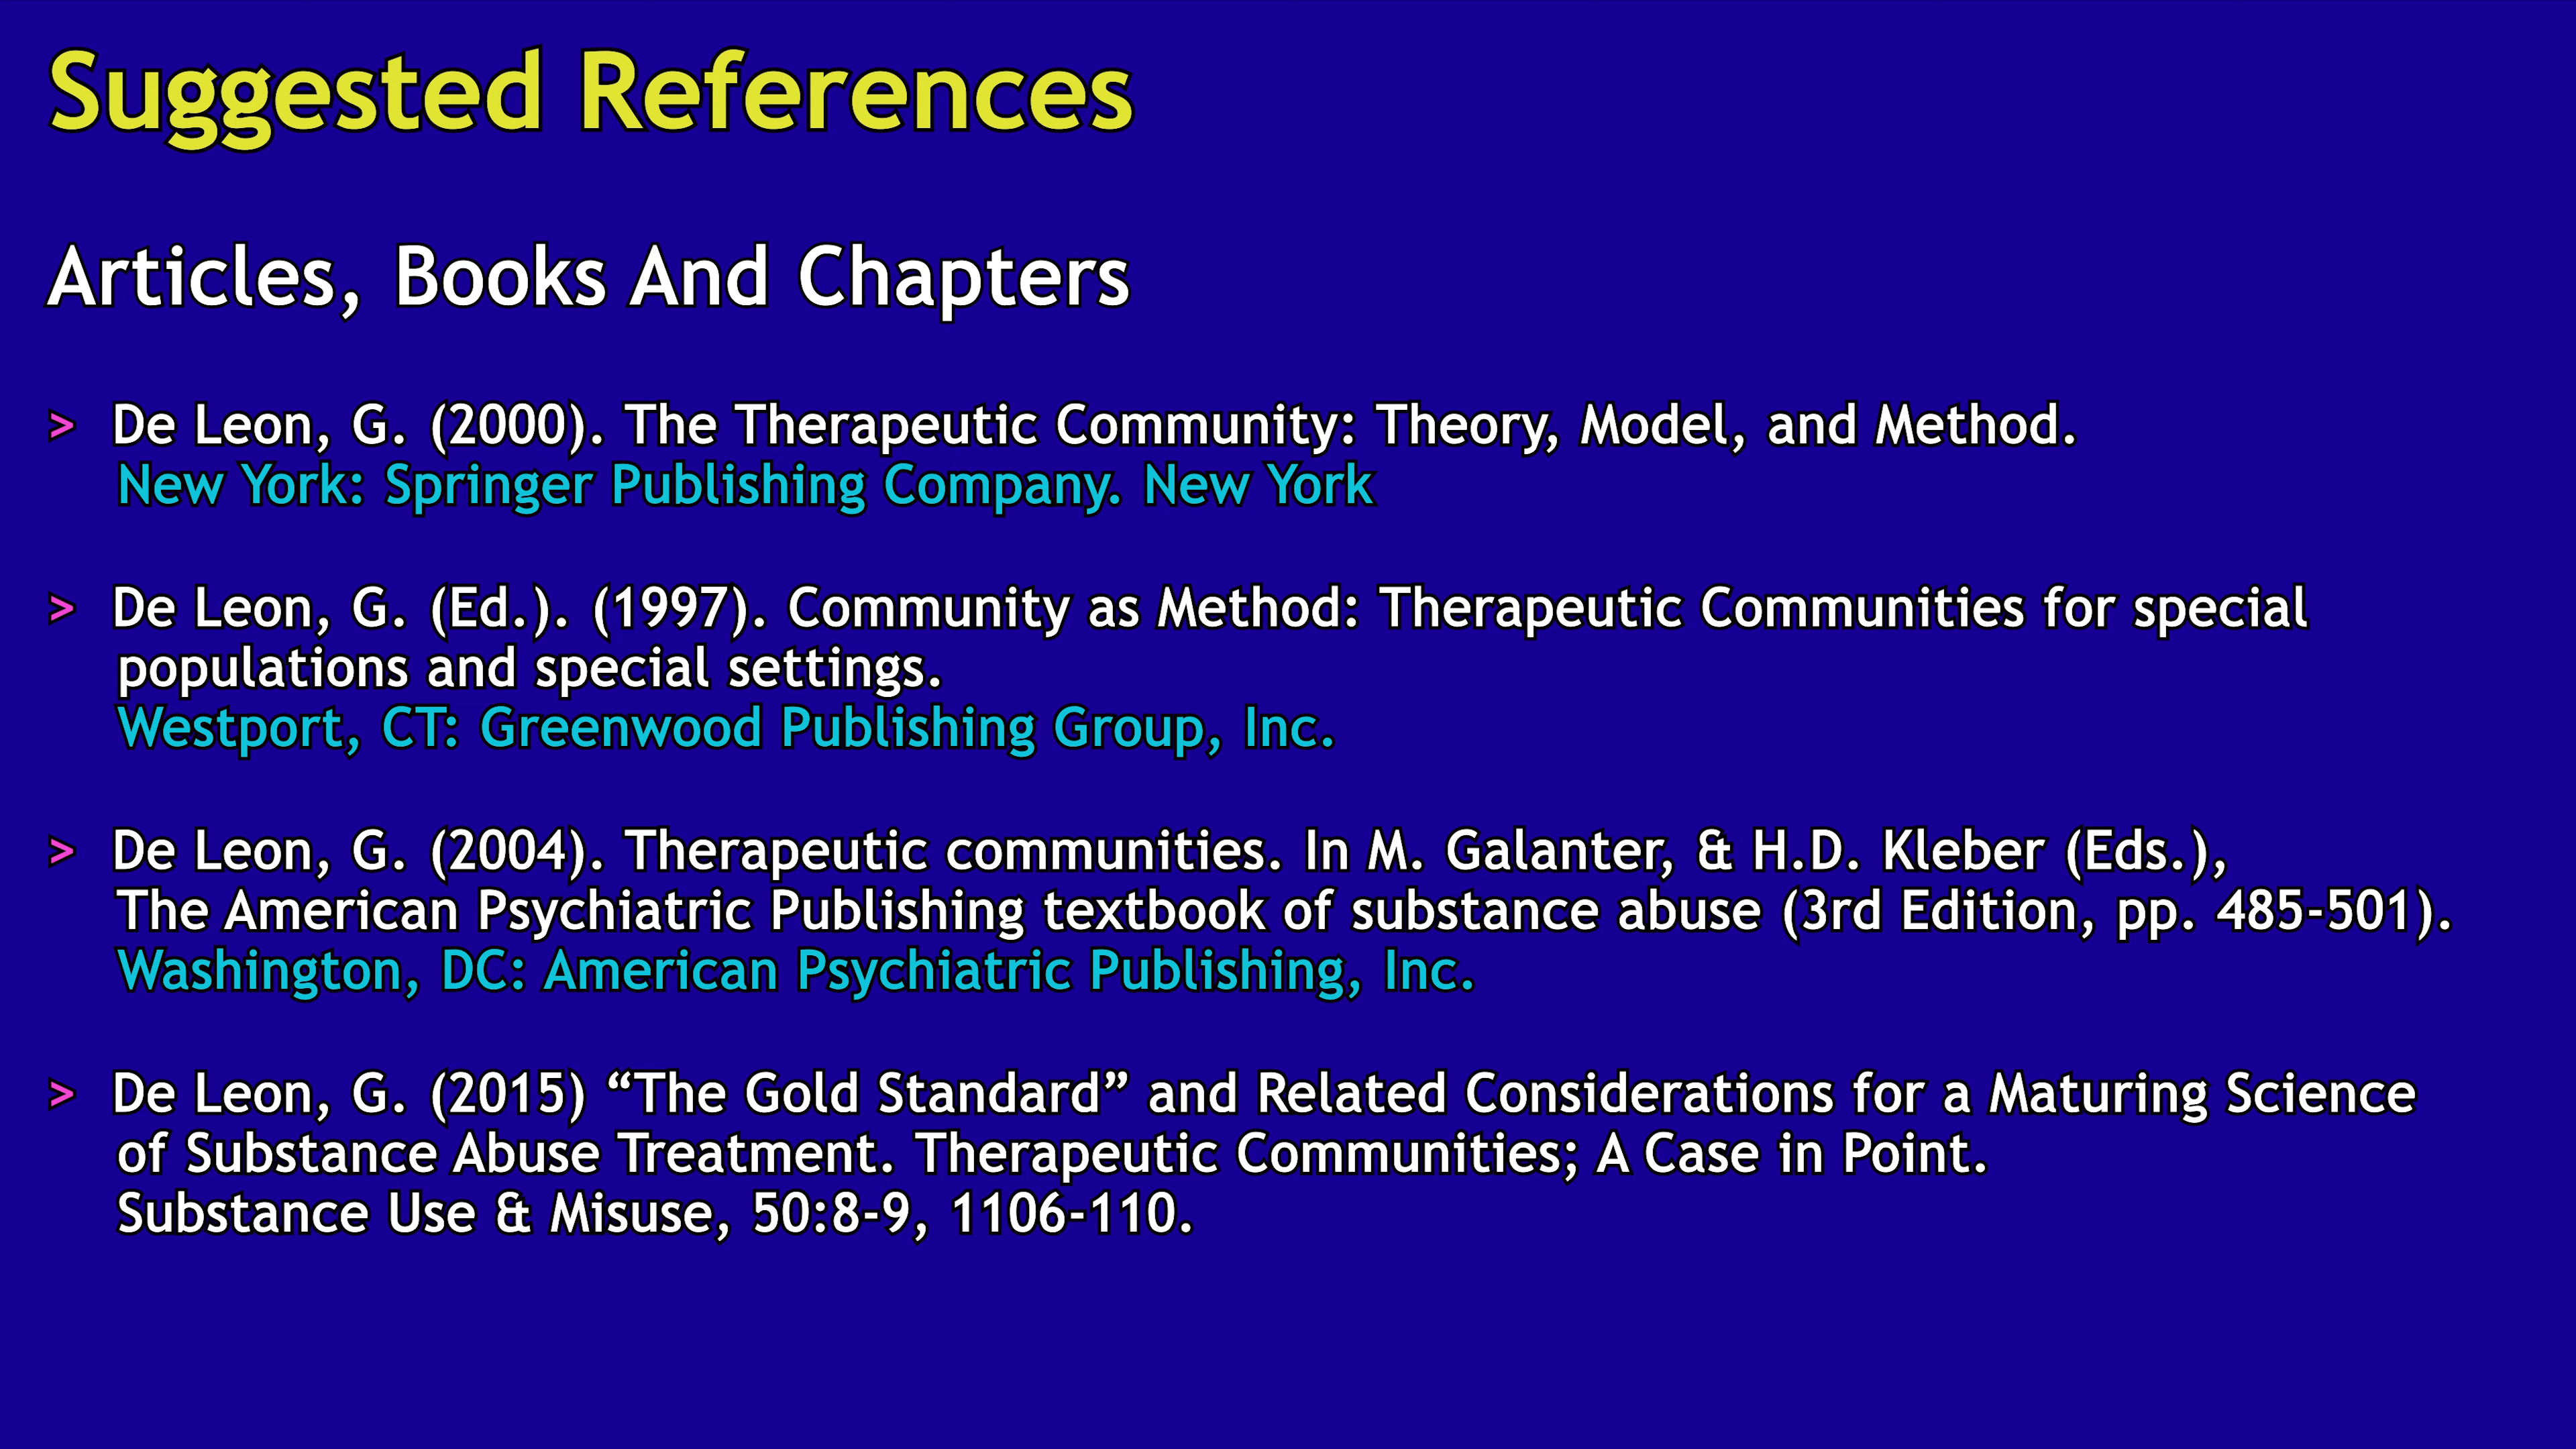 Suggested References
Articles, Books And Chapters
> De Leon, G. (2000). The Therapeutic Community: Theory, Model, and Method.
New York: Springer Publishing Company. New York
> De Leon, G. (Ed.). (1997). Community as Method: Therapeutic Communities for special
populations and special settings.
Westport, CT: Greenwood Publishing Group, Inc.
> De Leon, G. (2004). Therapeutic communities. In M. Galanter, & H.D. Kleber (Eds.),
The American Psychiatric Publishing textbook of substance abuse (3rd Edition, pp. 485-501).
Washington, DC: American Psychiatric Publishing, Inc.
> De Leon, G. (2015) “The Gold Standard” and Related Considerations for a Maturing Science
of Substance Abuse Treatment. Therapeutic Communities; A Case in Point.
Substance Use & Misuse, 50:8-9, 1106-110.